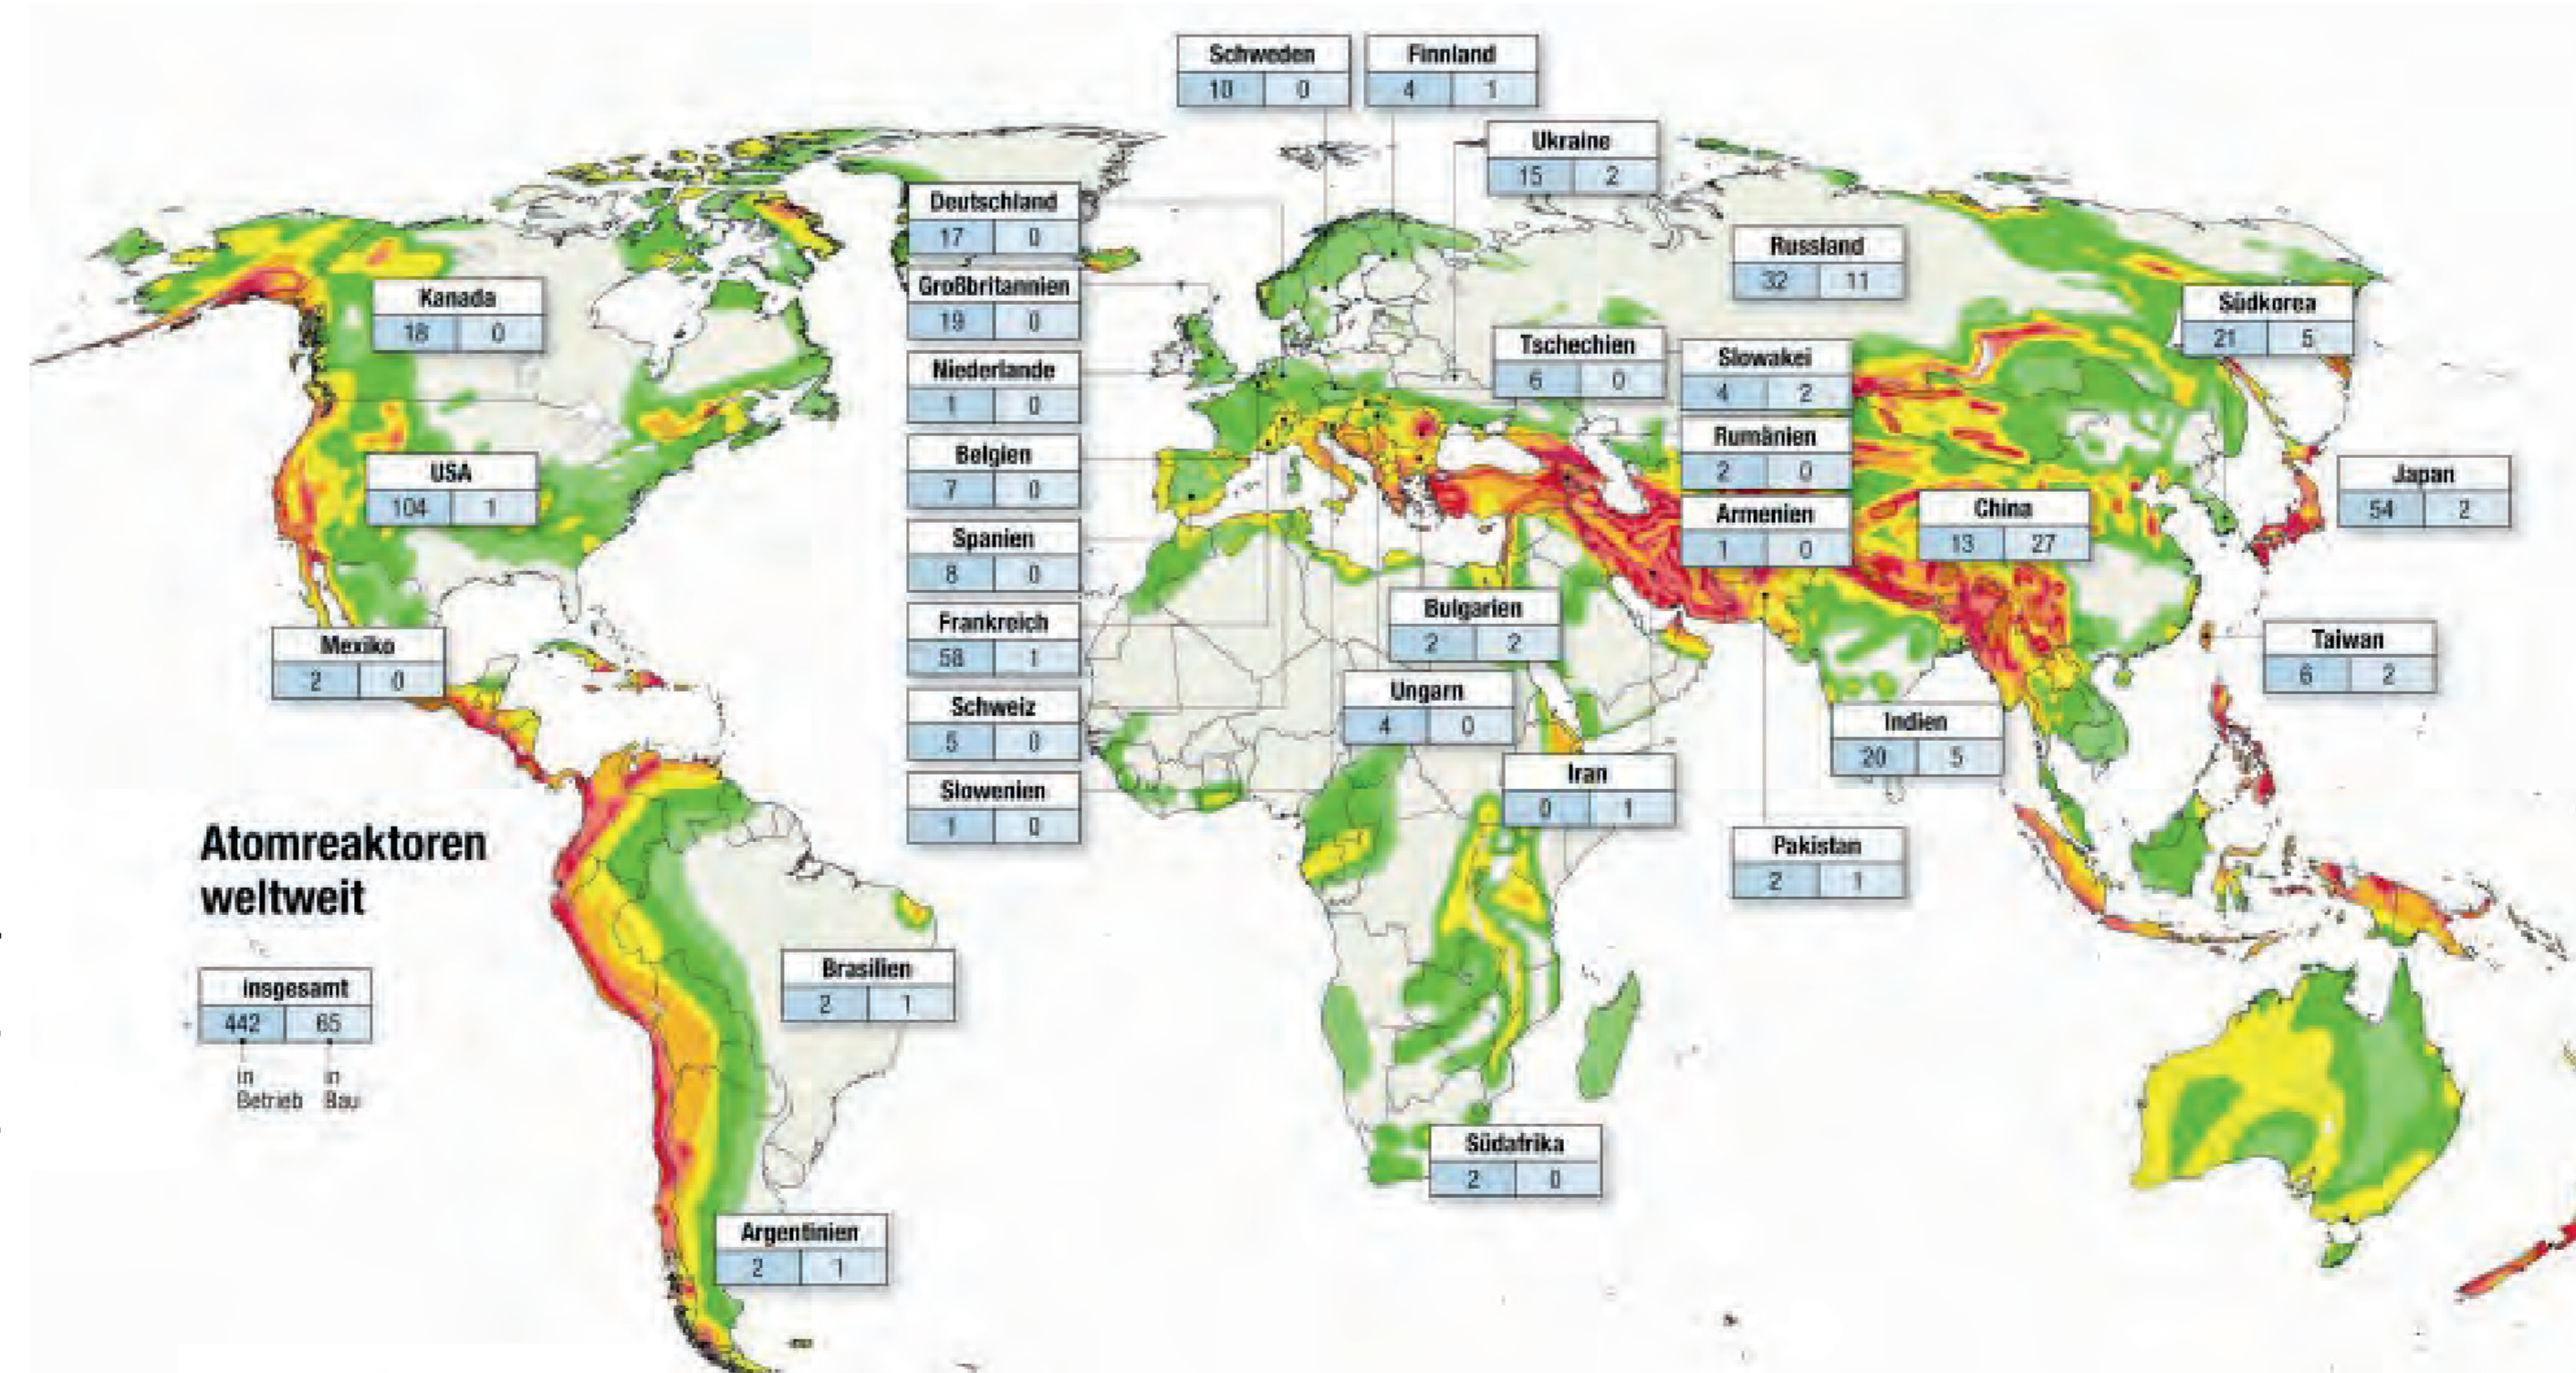 Schweden
10 0
Finnland
4 1
Ukraine
15 2
Deutschland
17 0
Russland
32 11
Großbritannien
19 0
Kanada
18 0
Südkorea
21 5
Tschechien
6 0
Slowakei
4 2
Niederlande
1 0
Rumänien
2 0
Belgien
7 0
USA
104 1
Japan
54 2
Armenien
1 0
China
13 27
Spanien
8 0
Bulgarien
2 2
Frankreich
58 1
Mexiko
2 0
Taiwan
6 2
Ungarn
4 0
Schweiz
5 0
Indien
20 5
Iran
0 1
Slowenien
1 0
Pakistan
2 1
Atomreaktoren
weltweit
Brasilien
2 1
insgesamt
442 65
in in
Betrieb Bau
Südafrika
2 0
Argentinien
2 1